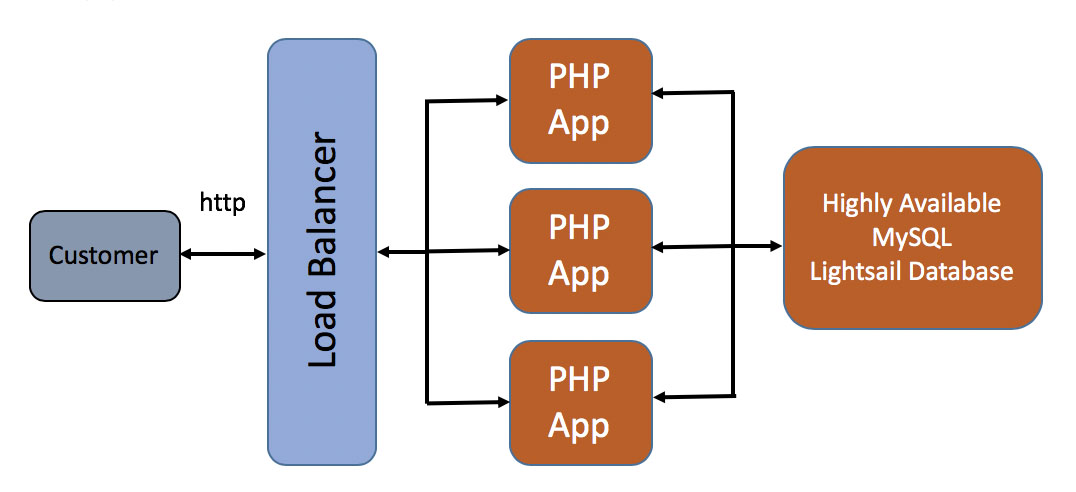 http
Customer
Load Balancer
PHP
App
PHP
App
PHP
App
Highly Available
MySQL
Lightsail Database